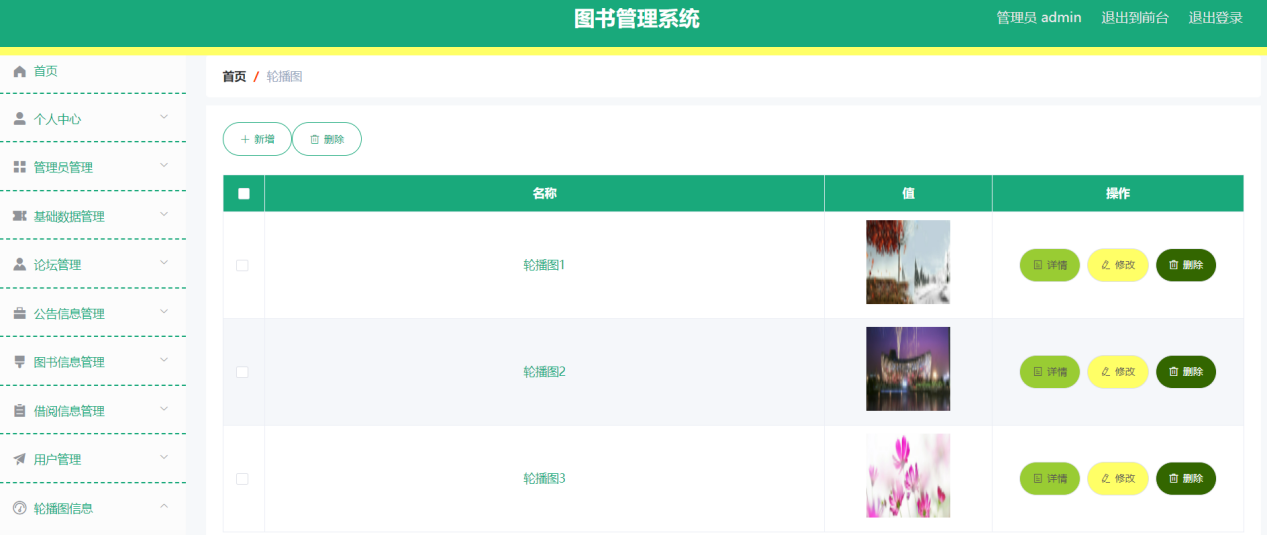 图书管理系统
管理员 admin 退出到前台 退出登录
首页
个人中心
管理员管理
基础数据管理
论坛管理
公告信息管理
图书信息管理
借阅信息管理
用户管理
轮播图信息
首页 / 轮播图
新增 删除
名称 值 操作
轮播图1 详情 修改 删除
轮播图2 详情 修改 删除
轮播图3 详情 修改 删除